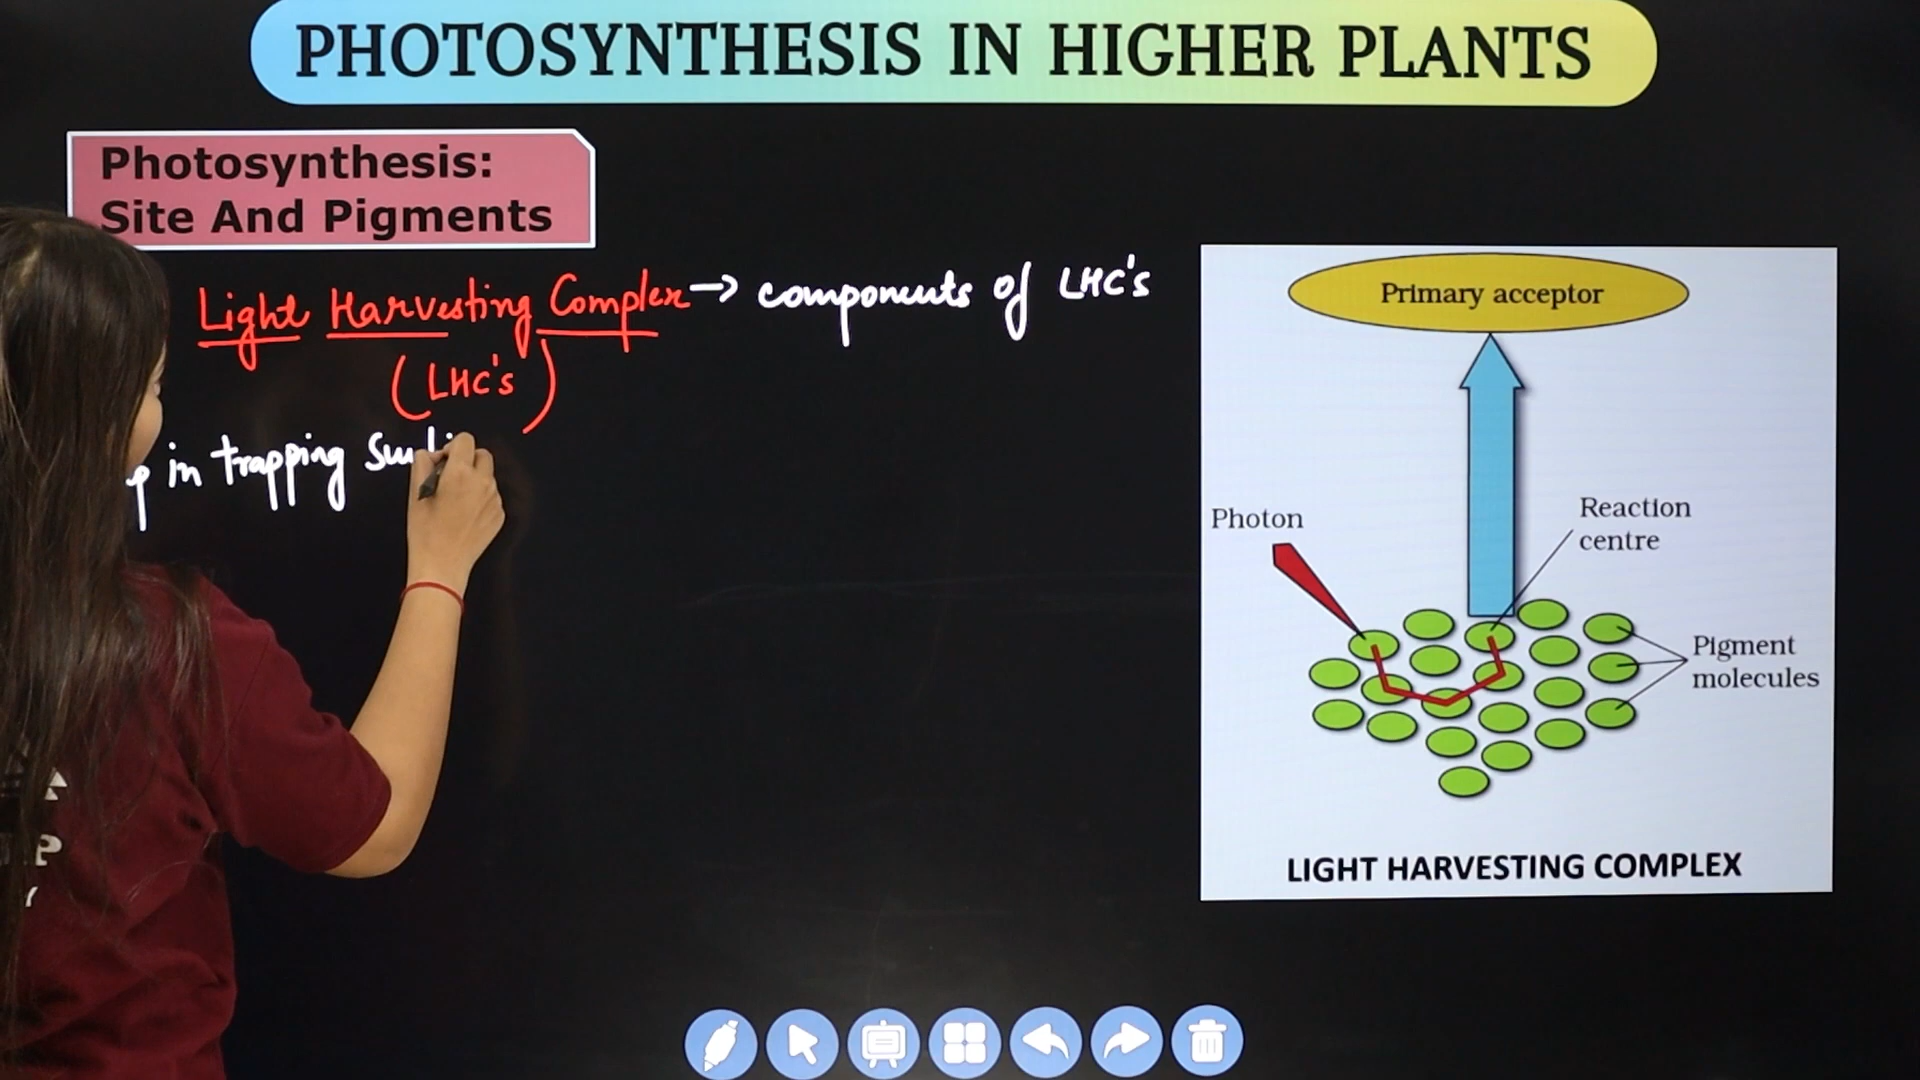 PHOTOSYNTHESIS IN HIGHER PLANTS
Photosynthesis:
Site And Pigments
Light Harvesting Complex → components of LHC's
(LHC's)
in trapping
Primary acceptor
Photon
Reaction
centre
Pigment
molecules
LIGHT HARVESTING COMPLEX